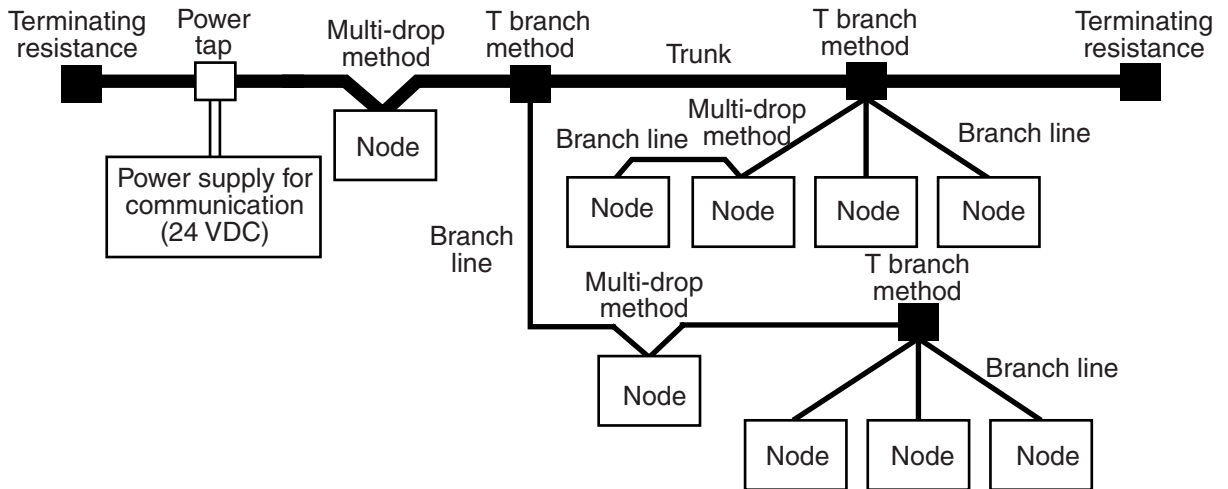 Terminating
resistance
Power
tap
Multi-drop
method
T branch
method
Trunk
T branch
method
Terminating
resistance
Node
Power supply for
communication
(24 VDC)
Branch line
Multi-drop
method
Branch line
Node
Node
Node
Node
Branch
line
Multi-drop
method
T branch
method
Node
Branch line
Node
Node
Node